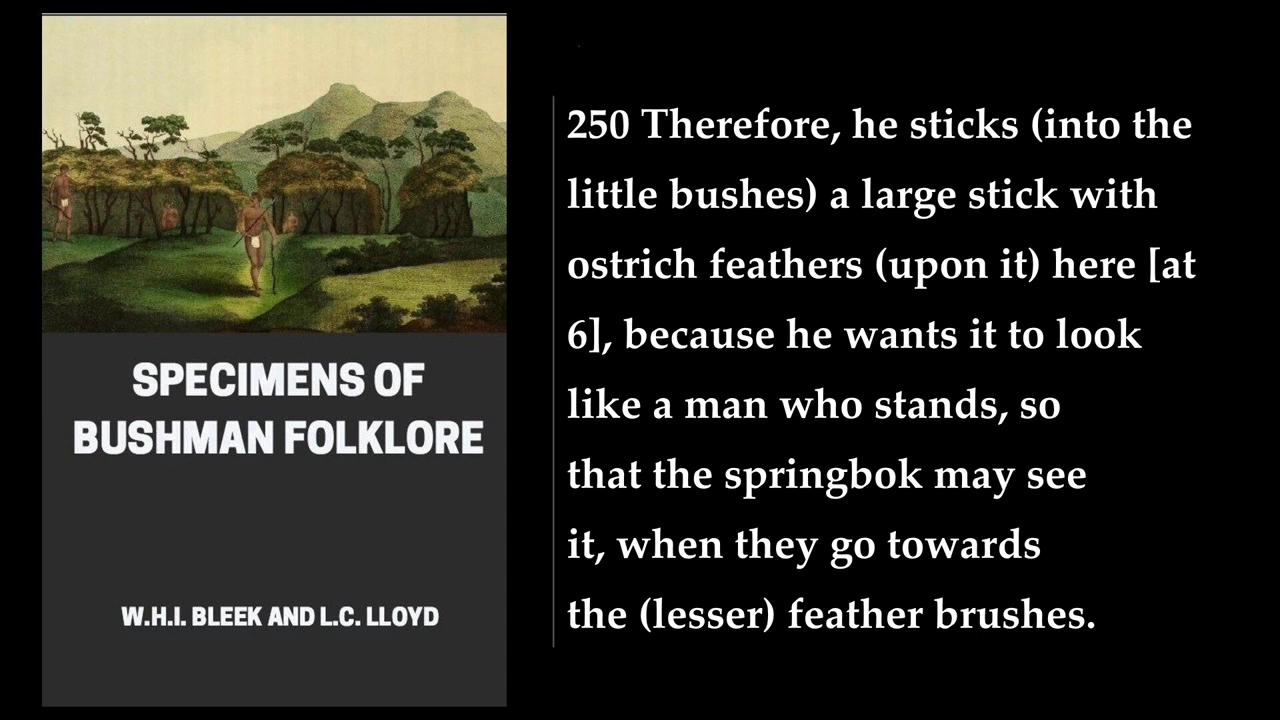 SPECIMENS OF
BUSHMAN FOLKLORE
W.H.I. BLEEK AND L.C. LLOYD
250 Therefore, he sticks (into the
little bushes) a large stick with
ostrich feathers (upon it) here [at
6], because he wants it to look
like a man who stands, so
that the springbok may see
it, when they go towards
the (lesser) feather brushes.